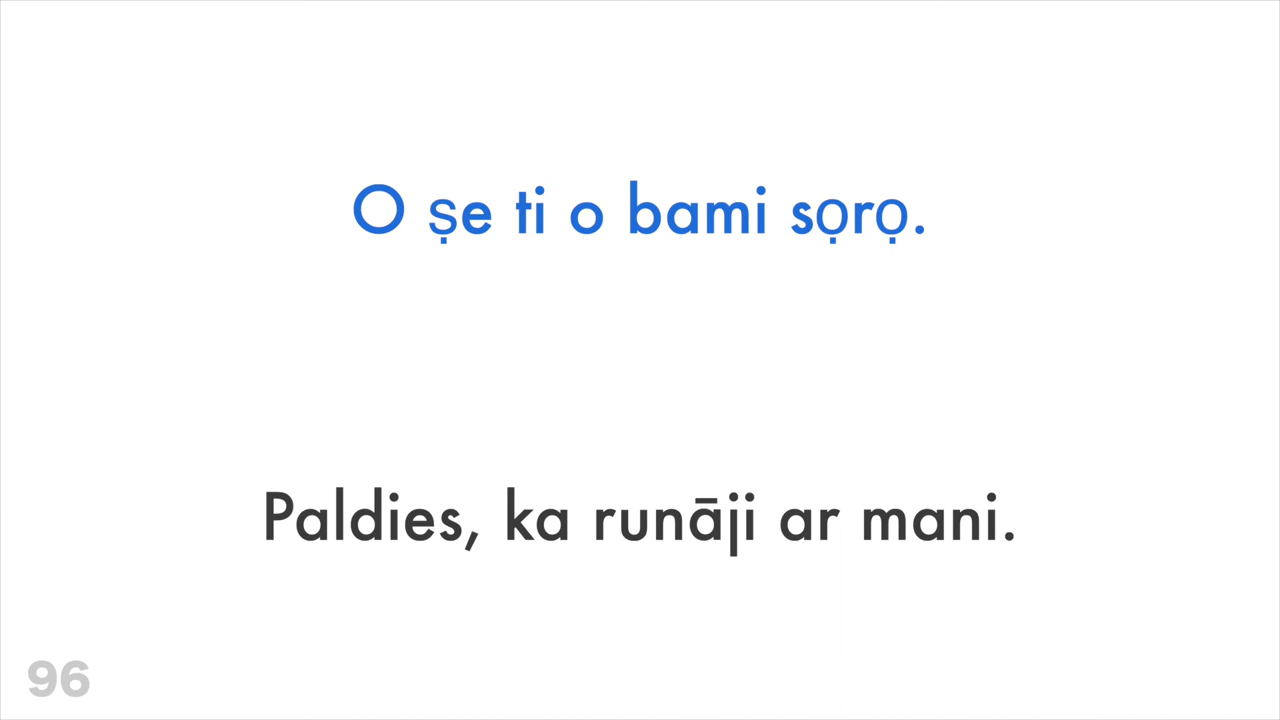 O ṣe ti o bami sọrọ.
Paldies, ka runāji ar mani.
96